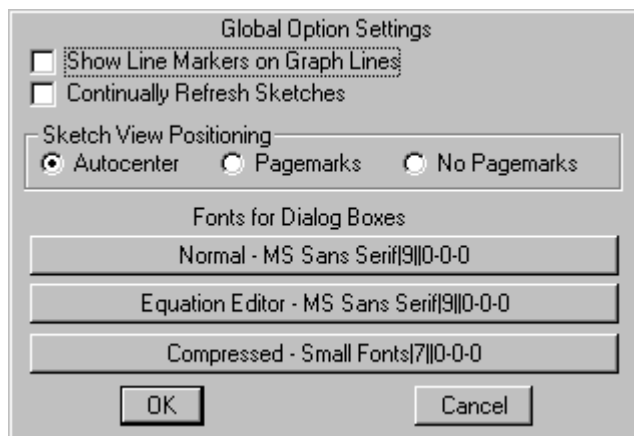 Global Option Settings
Show Line Markers on Graph Lines
Continually Refresh Sketches
Sketch View Positioning
Autocenter Pagemarks No Pagemarks
Fonts for Dialog Boxes
Normal - MS Sans Serif|9||0-0-0
Equation Editor - MS Sans Serif|9||0-0-0
Compressed - Small Fonts|7||0-0-0
OK Cancel